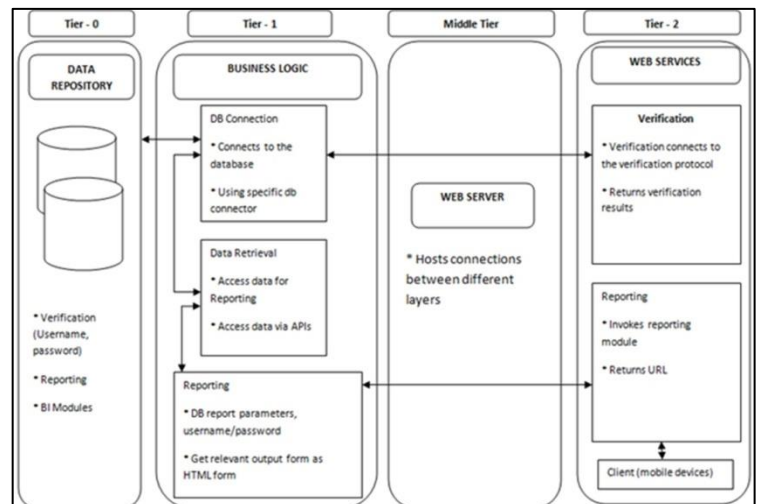 Tier - 0
Tier - 1
Middle Tier
Tier - 2
DATA
REPOSITORY
* Verification
(Username,
password)
* Reporting
* BI Modules
BUSINESS LOGIC
DB Connection
* Connects to the
database
* Using specific db
connector
Data Retrieval
* Access data for
Reporting
* Access data via APIs
Reporting
* DB report parameters,
username/password
* Get relevant output form as
HTML form
WEB SERVER
* Hosts connections
between different
layers
WEB SERVICES
Verification
* Verification connects to
the verification protocol
* Returns verification
results
Reporting
* Invokes reporting
module
* Returns URL
Client (mobile devices)